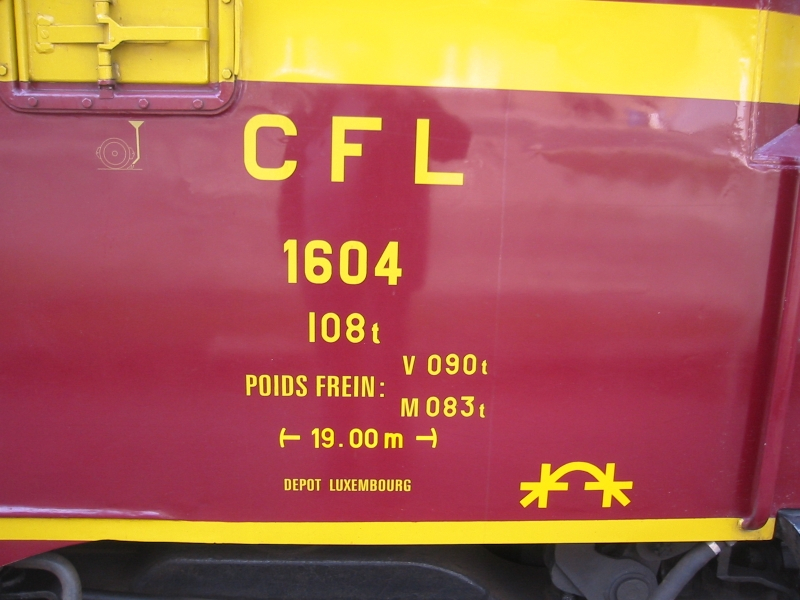 CFL
1604
108t
V 090t
POIDS FREIN:
M 083t
19.00m
DEPOT LUXEMBOURG